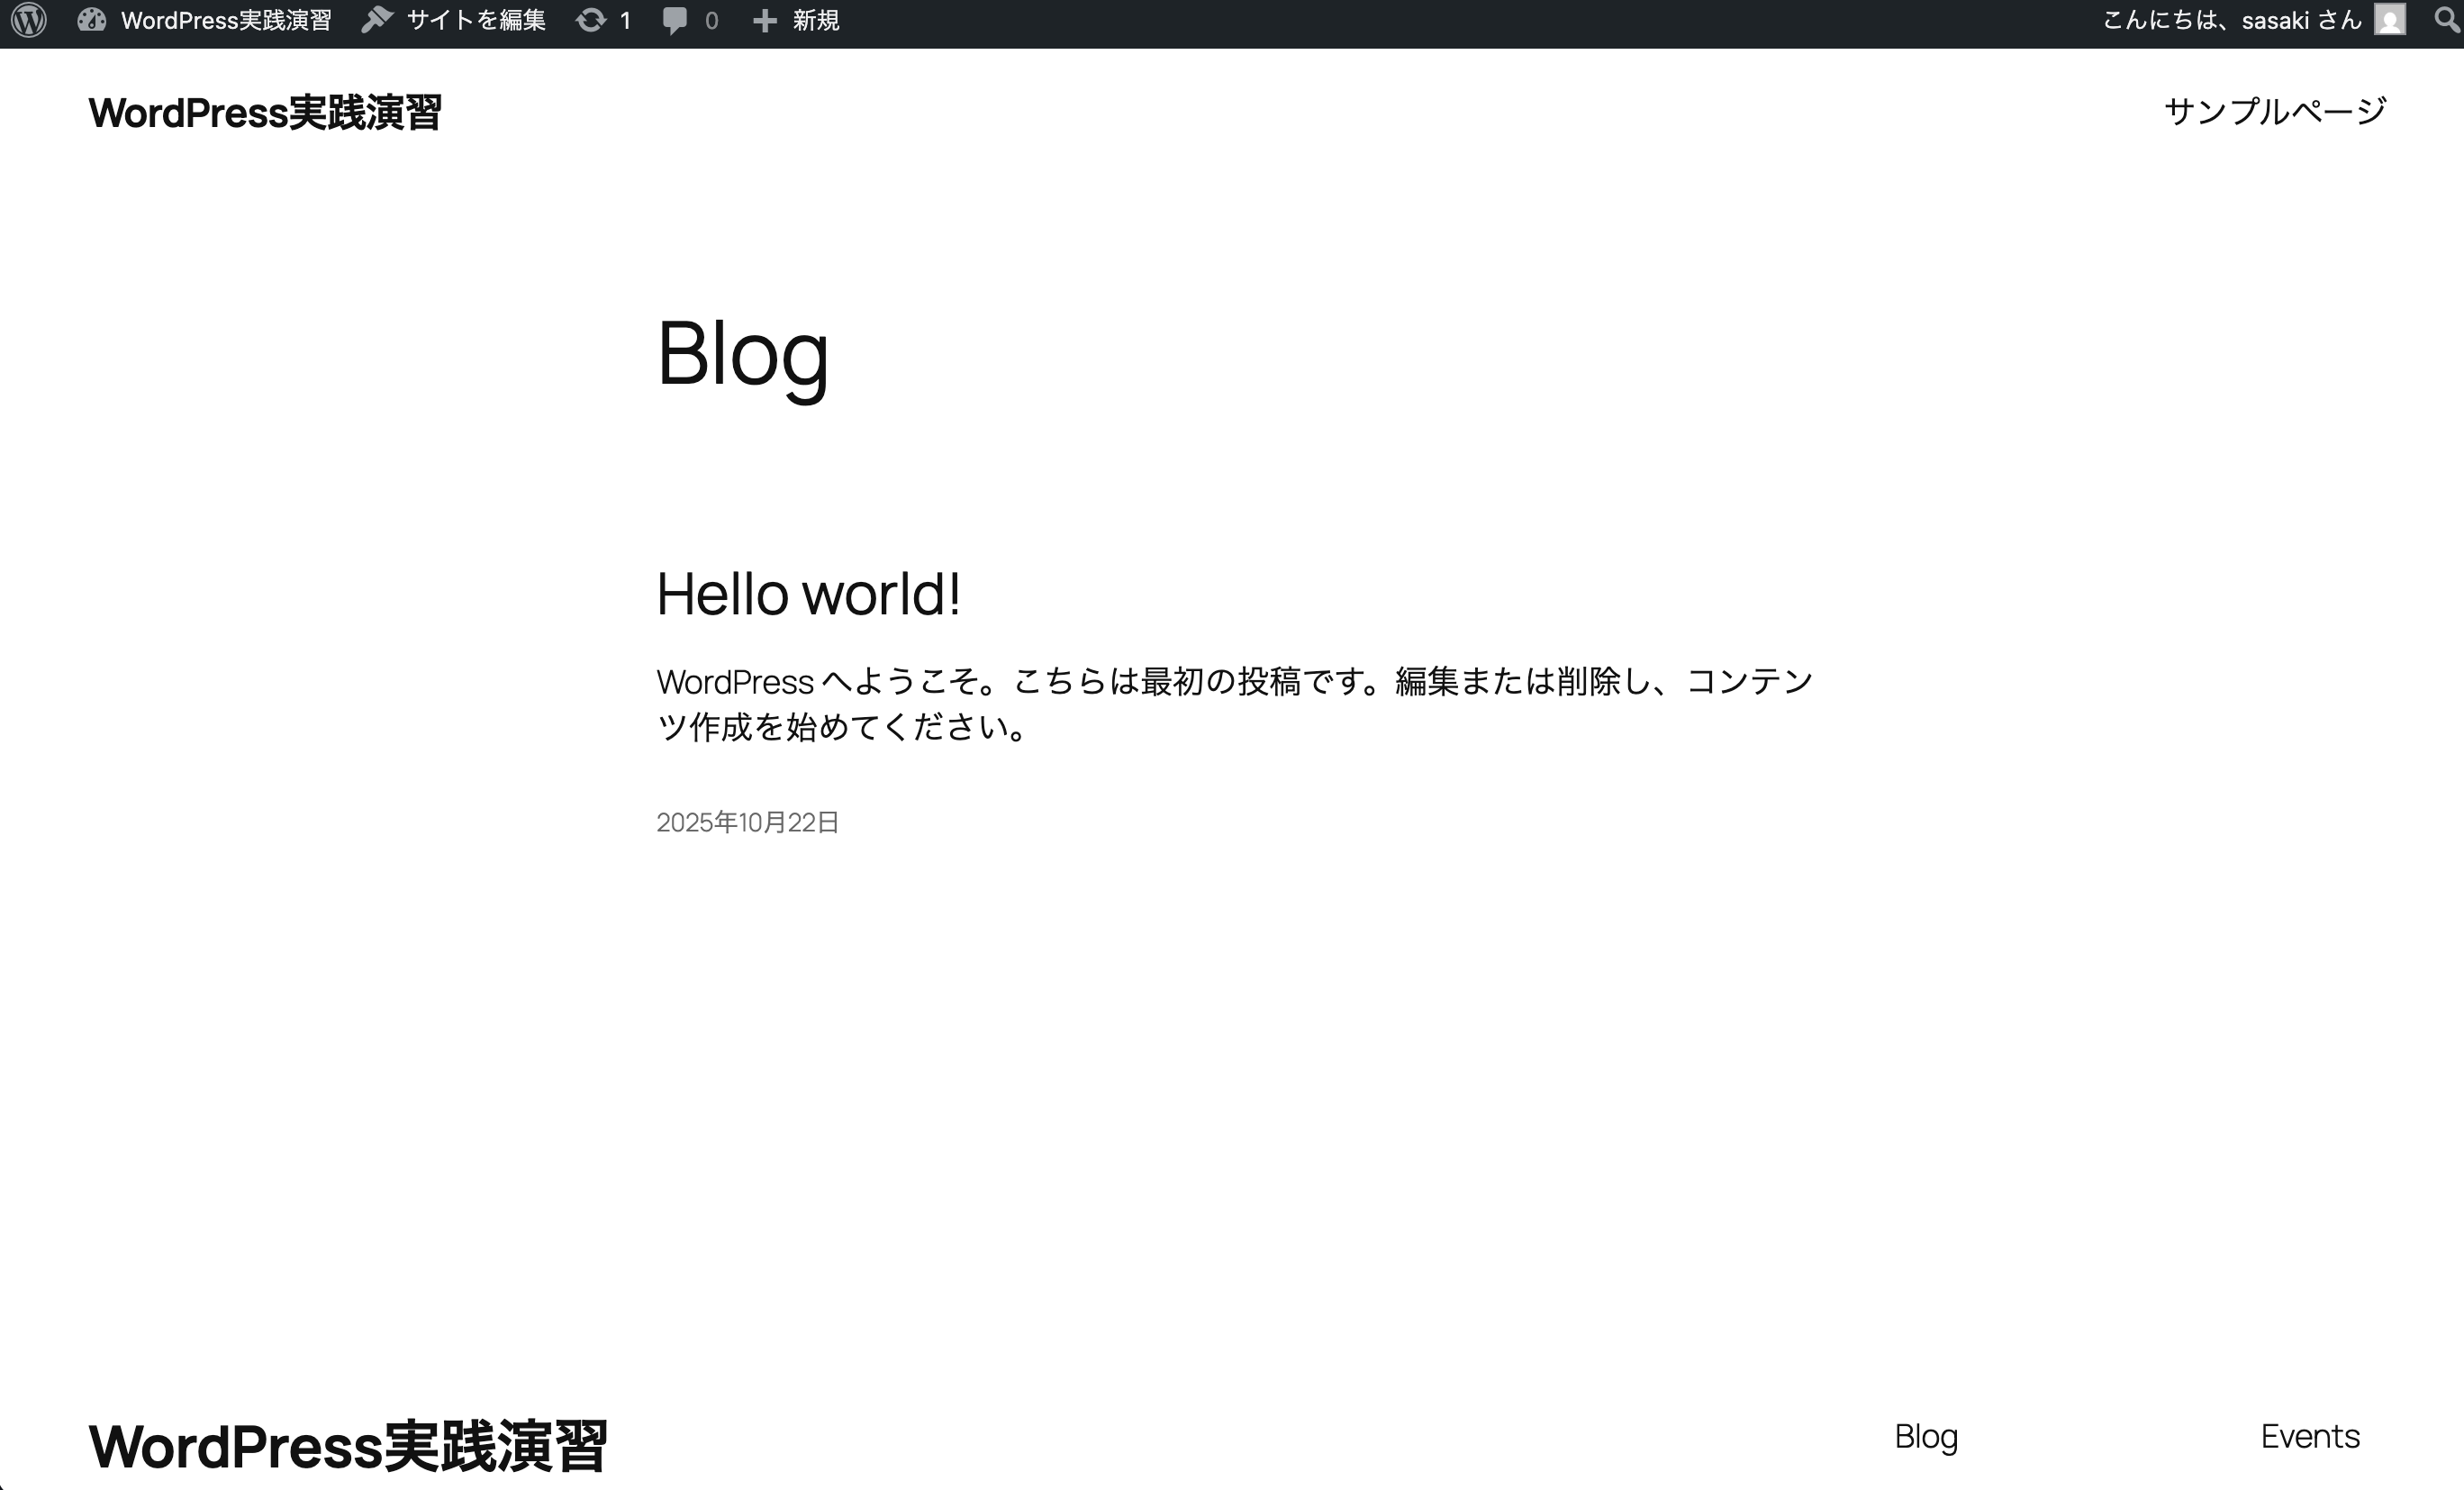 WordPress実践演習 サイトを編集 1 0 新規 こんにちは、sasaki さん
WordPress実践演習 サンプルページ
Blog
Hello world!
WordPress へようこそ。こちらは最初の投稿です。編集または削除し、コンテン
ツ作成を始めてください。
2025年10月22日
WordPress実践演習 Blog Events